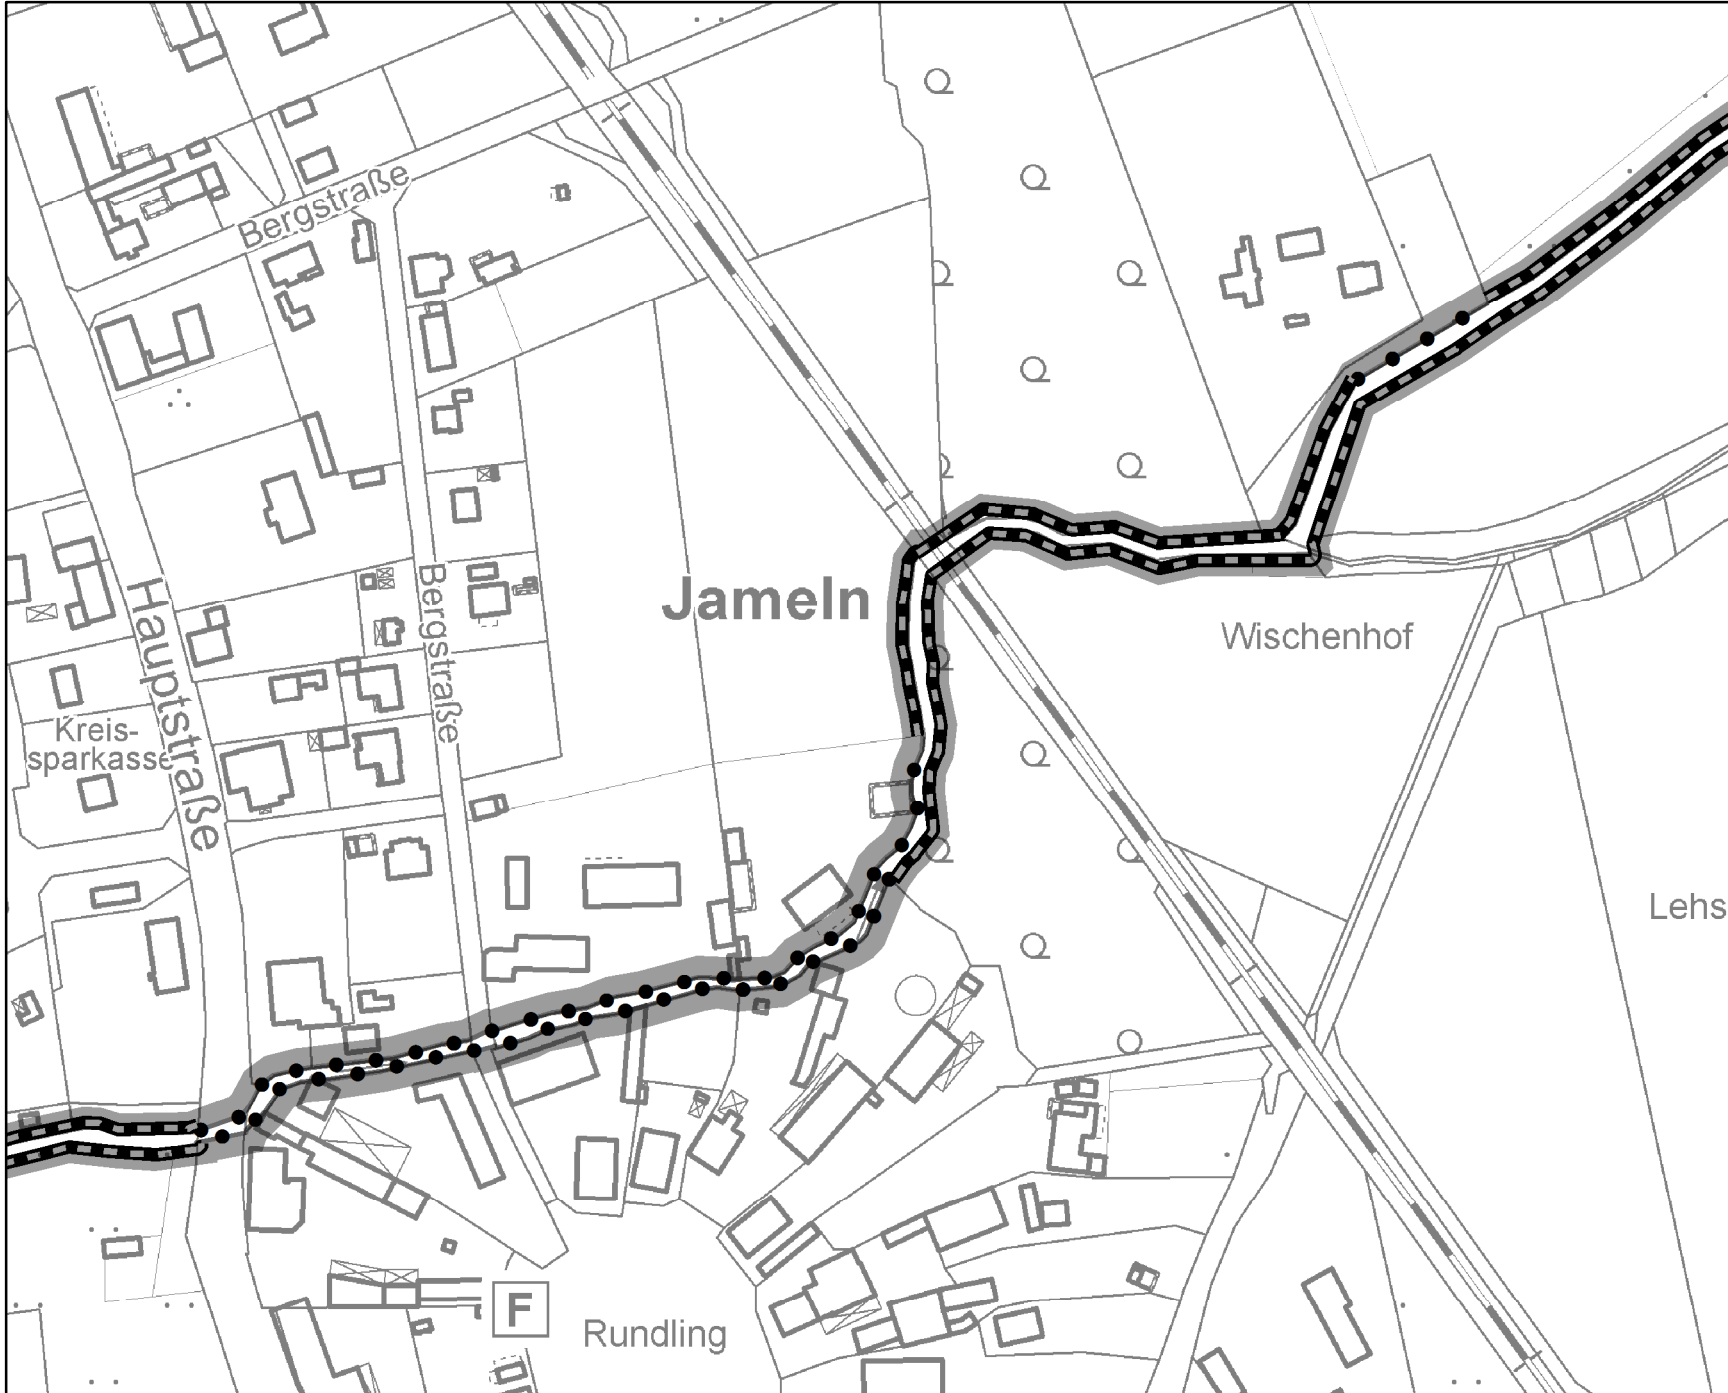 Bergstraße
Jameln
Bergstraße
Hauptstraße
Wischenhof
Kreis-
sparkasse
Lehs
F
Rundling